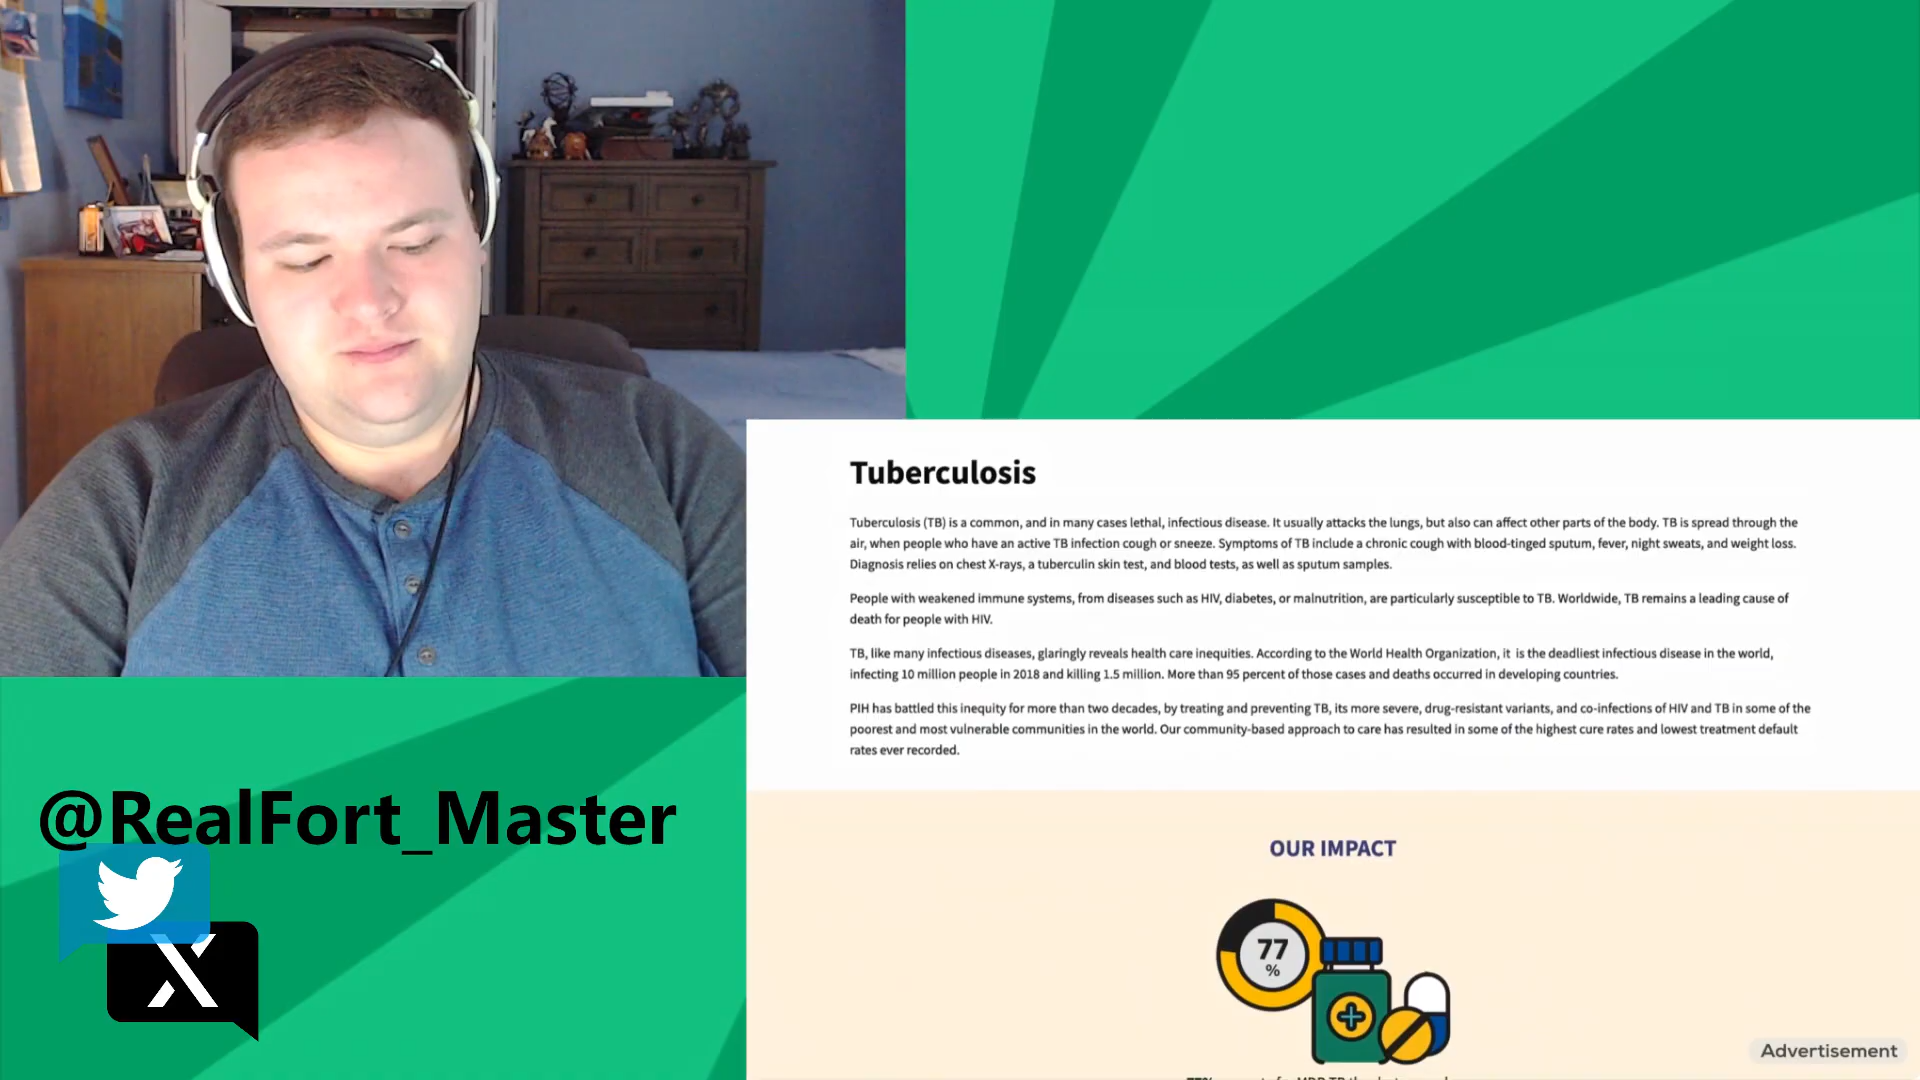 Tuberculosis
Tuberculosis (TB) is a common, and in many cases lethal, infectious disease. It usually attacks the lungs, but also can affect other parts of the body. TB is spread through the
air, when people who have an active TB infection cough or sneeze. Symptoms of TB include a chronic cough with blood-tinged sputum, fever, night sweats, and weight loss.
Diagnosis relies on chest X-rays, a tuberculin skin test, and blood tests, as well as sputum samples.
People with weakened immune systems, from diseases such as HIV, diabetes, or malnutrition, are particularly susceptible to TB. Worldwide, TB remains a leading cause of
death for people with HIV.
TB, like many infectious diseases, glaringly reveals health care inequities. According to the World Health Organization, it is the deadliest infectious disease in the world,
infecting 10 million people in 2018 and killing 1.5 million. More than 95 percent of those cases and deaths occurred in developing countries.
PIH has battled this inequity for more than two decades, by treating and preventing TB, its more severe, drug-resistant variants, and co-infections of HIV and TB in some of the
poorest and most vulnerable communities in the world. Our community-based approach to care has resulted in some of the highest cure rates and lowest treatment default
rates ever recorded.
@RealFort_Master
X
OUR IMPACT
77
%
Advertisement